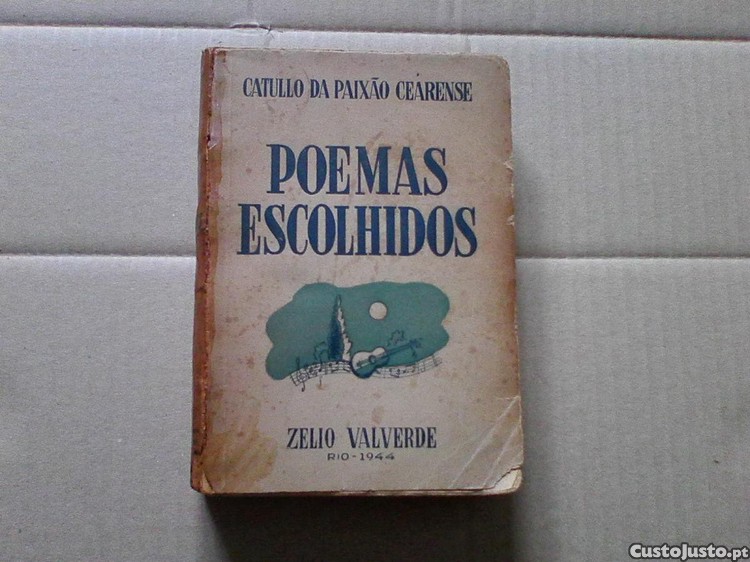 CATULLO DA PAIXÃO CEARENSE
POEMAS
ESCOLHIDOS
ZELIO VALVERDE
RIO-1944
CustoJusto.pt